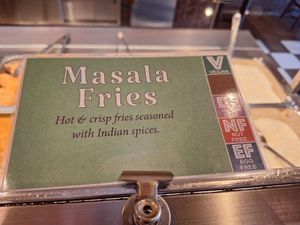 Masala
Fries
Hot & crisp fries seasoned
with Indian spices.
V
VEGAN
NF
NUT
FREE
EF
EGG
FREE